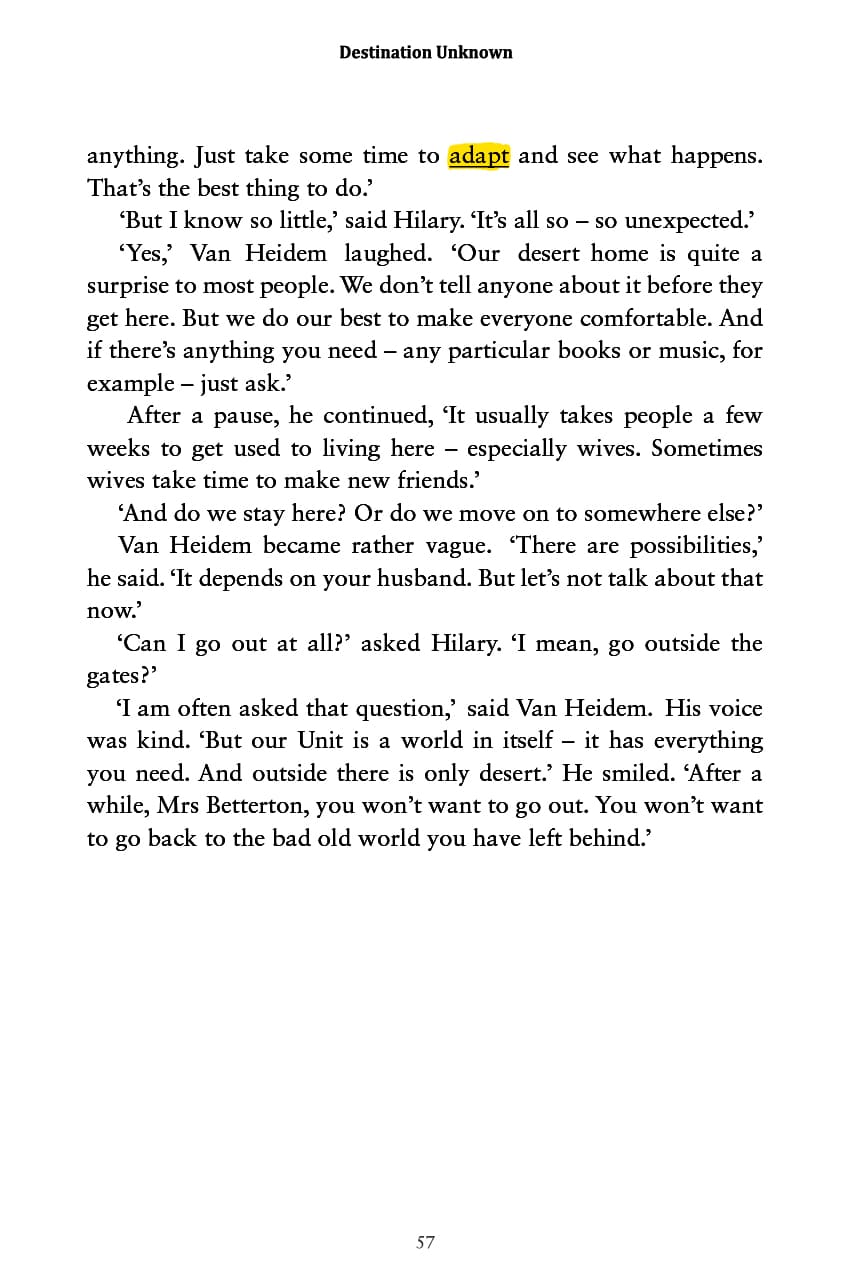 Destination Unknown
anything. Just take some time to adapt and see what happens.
That’s the best thing to do.’
‘But I know so little,’ said Hilary. ‘It’s all so – so unexpected.’
‘Yes,’ Van Heidem laughed. ‘Our desert home is quite a
surprise to most people. We don’t tell anyone about it before they
get here. But we do our best to make everyone comfortable. And
if there’s anything you need – any particular books or music, for
example – just ask.’
After a pause, he continued, ‘It usually takes people a few
weeks to get used to living here – especially wives. Sometimes
wives take time to make new friends.’
‘And do we stay here? Or do we move on to somewhere else?’
Van Heidem became rather vague. ‘There are possibilities,’
he said. ‘It depends on your husband. But let’s not talk about that
now.’
‘Can I go out at all?’ asked Hilary. ‘I mean, go outside the
gates?’
‘I am often asked that question,’ said Van Heidem. His voice
was kind. ‘But our Unit is a world in itself – it has everything
you need. And outside there is only desert.’ He smiled. ‘After a
while, Mrs Betterton, you won’t want to go out. You won’t want
to go back to the bad old world you have left behind.’
57